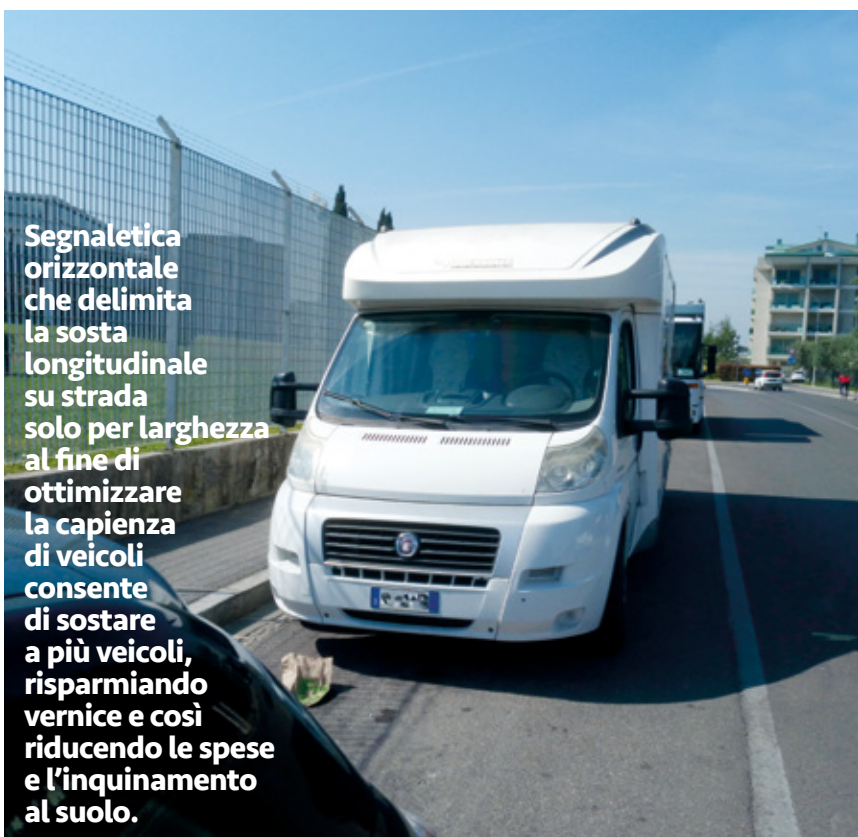 Segnaletica
orizzontale
che delimita
la sosta
longitudinale
su strada
solo per larghezza
al fine di
ottimizzare
la capienza
di veicoli
consente
di sostare
a più veicoli,
risparmiando
vernice e così
riducendo le spese
e l’inquinamento
al suolo.